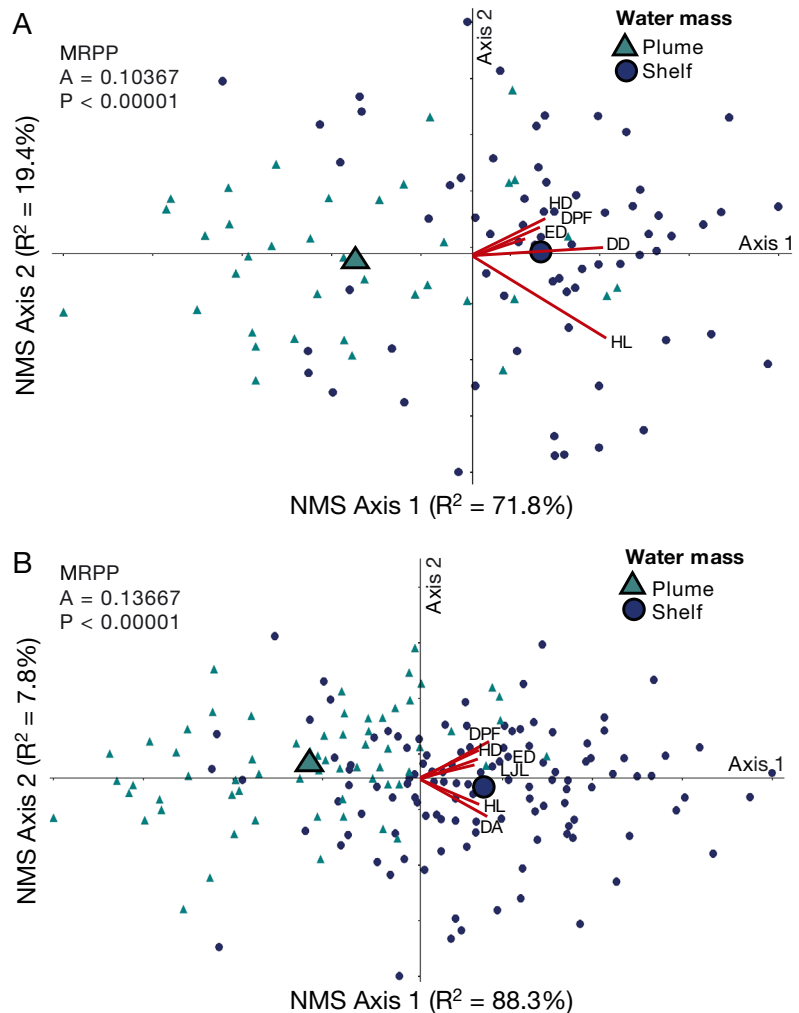 A
MRPP
A = 0.10367
P < 0.00001
Axis 2
Water mass
Plume
Shelf
HD
DPF
ED
DD
HL
Axis 1
NMS Axis 2 (R² = 19.4%)
NMS Axis 1 (R² = 71.8%)
B
MRPP
A = 0.13667
P < 0.00001
Axis 2
Water mass
Plume
Shelf
DPF
HD
ED
LJL
HL
DA
Axis 1
NMS Axis 2 (R² = 7.8%)
NMS Axis 1 (R² = 88.3%)